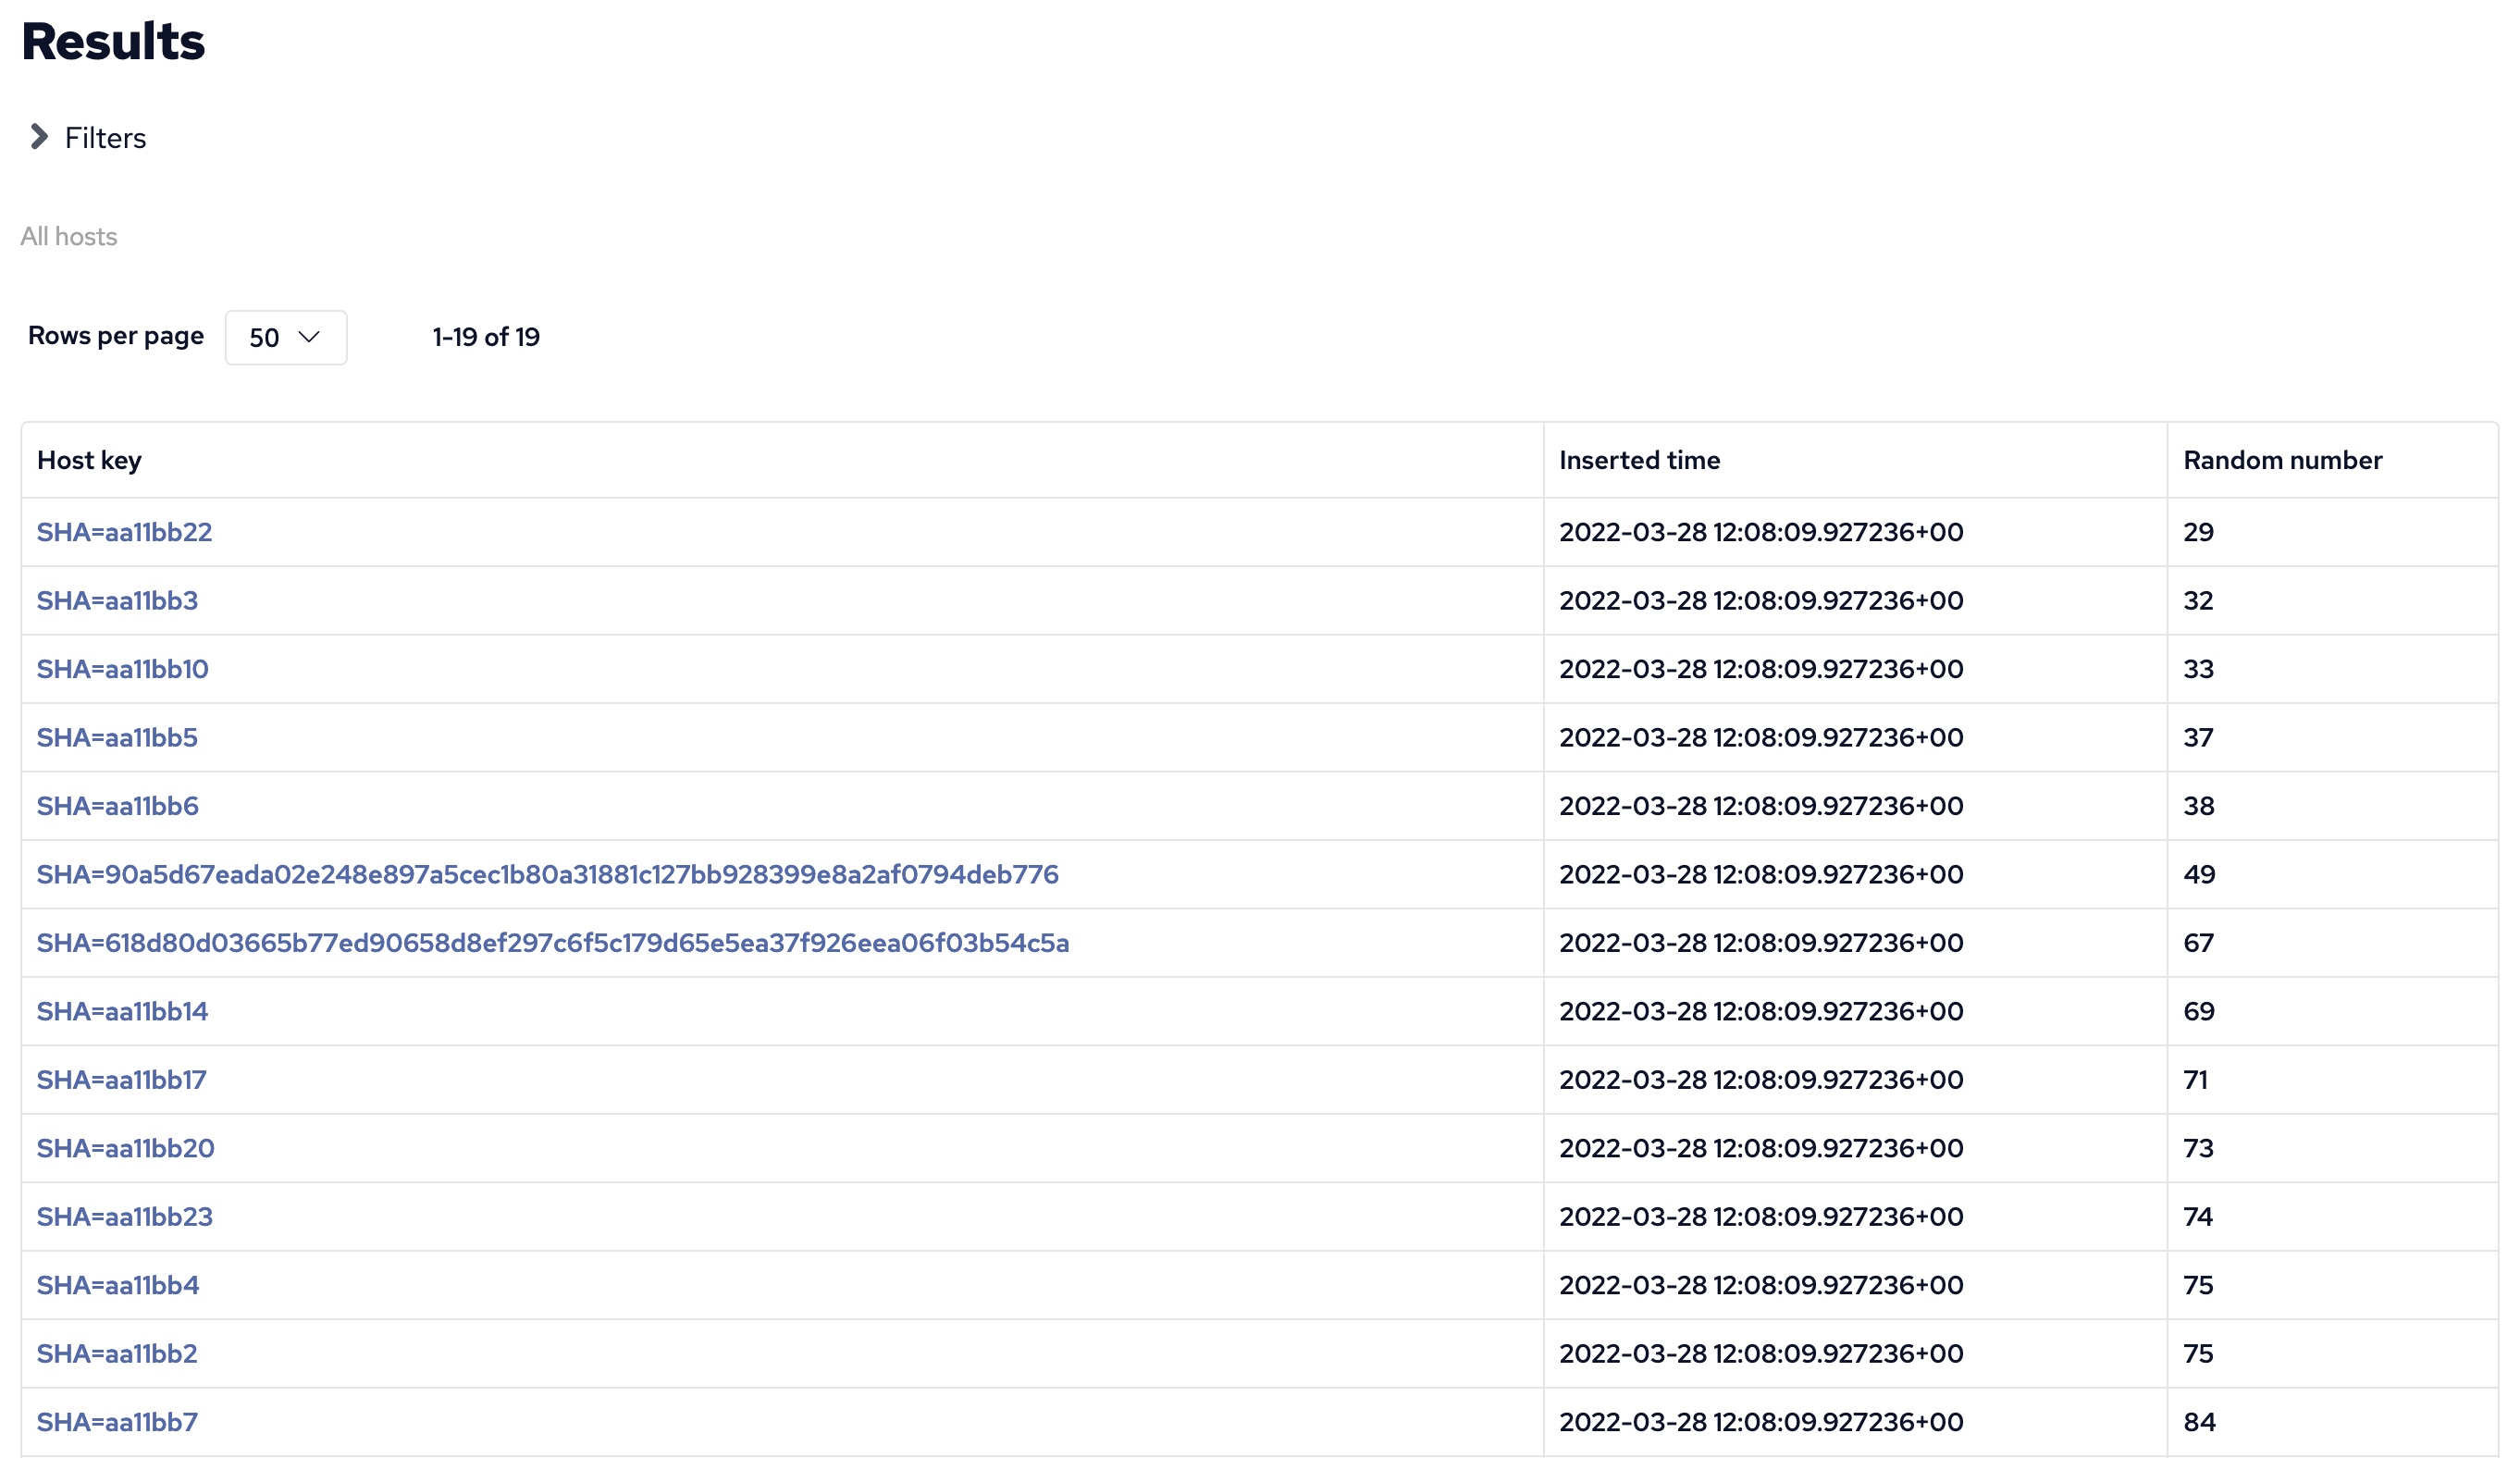 Results
Filters
All hosts
Rows per page 50 1-19 of 19
Host key Inserted time Random number
SHA=aa11bb22 2022-03-28 12:08:09.927236+00 29
SHA=aa11bb3 2022-03-28 12:08:09.927236+00 32
SHA=aa11bb10 2022-03-28 12:08:09.927236+00 33
SHA=aa11bb5 2022-03-28 12:08:09.927236+00 37
SHA=aa11bb6 2022-03-28 12:08:09.927236+00 38
SHA=90a5d67eada02e248e897a5cec1b80a31881c127bb928399e8a2af0794deb776 2022-03-28 12:08:09.927236+00 49
SHA=618d80d03665b77ed90658d8ef297c6f5c179d65e5ea37f926eea06f03b54c5a 2022-03-28 12:08:09.927236+00 67
SHA=aa11bb14 2022-03-28 12:08:09.927236+00 69
SHA=aa11bb17 2022-03-28 12:08:09.927236+00 71
SHA=aa11bb20 2022-03-28 12:08:09.927236+00 73
SHA=aa11bb23 2022-03-28 12:08:09.927236+00 74
SHA=aa11bb4 2022-03-28 12:08:09.927236+00 75
SHA=aa11bb2 2022-03-28 12:08:09.927236+00 75
SHA=aa11bb7 2022-03-28 12:08:09.927236+00 84